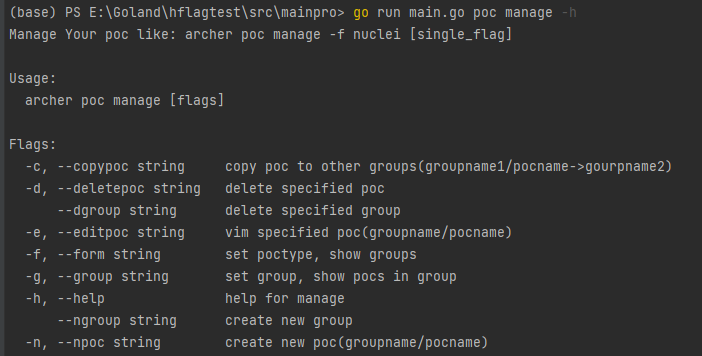 (base) PS E:\Goland\hflagtest\src\mainpro> go run main.go poc manage -h
Manage Your poc like: archer poc manage -f nuclei [single_flag]
Usage:
archer poc manage [flags]
Flags:
-c, --copypoc string copy poc to other groups(groupname1/pocname->gourpname2)
-d, --deletepoc string delete specified poc
--dgroup string delete specified group
-e, --editpoc string vim specified poc(groupname/pocname)
-f, --form string set poctype, show groups
-g, --group string set group, show pocs in group
-h, --help help for manage
--ngroup string create new group
-n, --npoc string create new poc(groupname/pocname)